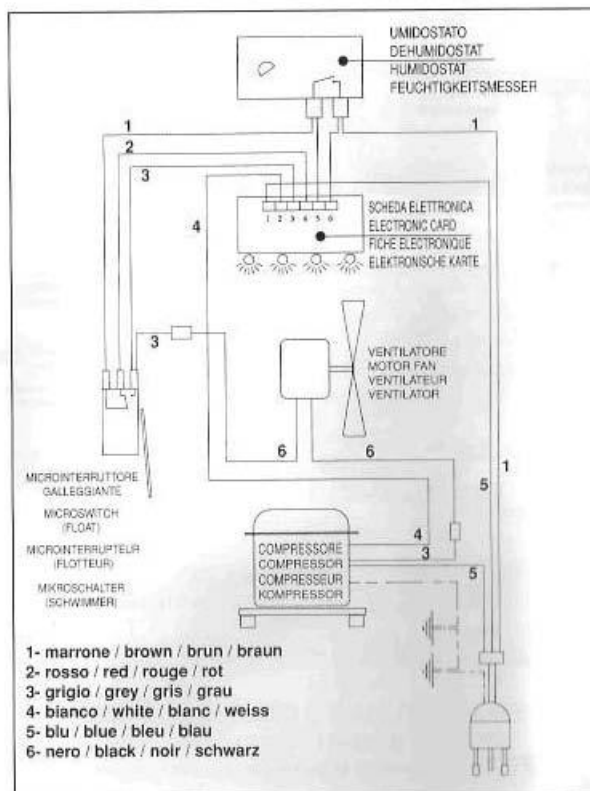 UMIDOSTATO
DEHUMIDOSTAT
HUMIDOSTAT
FEUCHTIGKEITSMESSER
1
1
2
3
4
1 2 3 4 5 6
SCHEDA ELETTRONICA
ELECTRONIC CARD
FICHE ELECTRONIQUE
ELEKTRONISCHE KARTE
3
VENTILATORE
MOTOR FAN
VENTILATEUR
VENTILATOR
6
6
5
1
MICROINTERRUTTORE
GALLEGGIANTE
MICROSWITCH
(FLOAT)
MICROINTERRUPTEUR
(FLOTTEUR)
MIKROSCHALTER
(SCHWIMMER)
COMPRESSORE
COMPRESSOR
COMPRESSEUR
KOMPRESSOR
4
3
5
1- marrone / brown / brun / braun
2- rosso / red / rouge / rot
3- grigio / grey / gris / grau
4- bianco / white / blanc / weiss
5- blu / blue / bleu / blau
6- nero / black / noir / schwarz